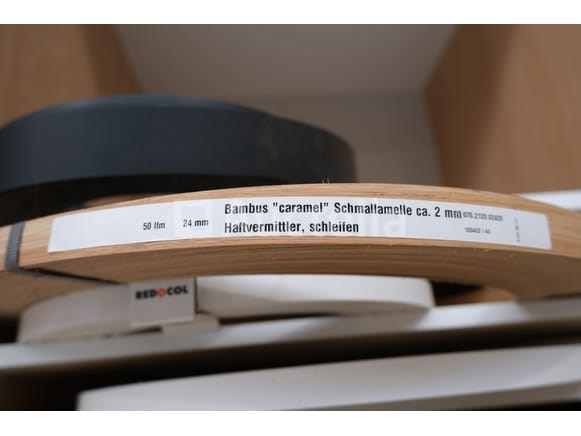 50 lfm 24 mm Bambus "caramel" Schmallamelle ca. 2 mm
Haftvermittler, schleifen
REDOCOL